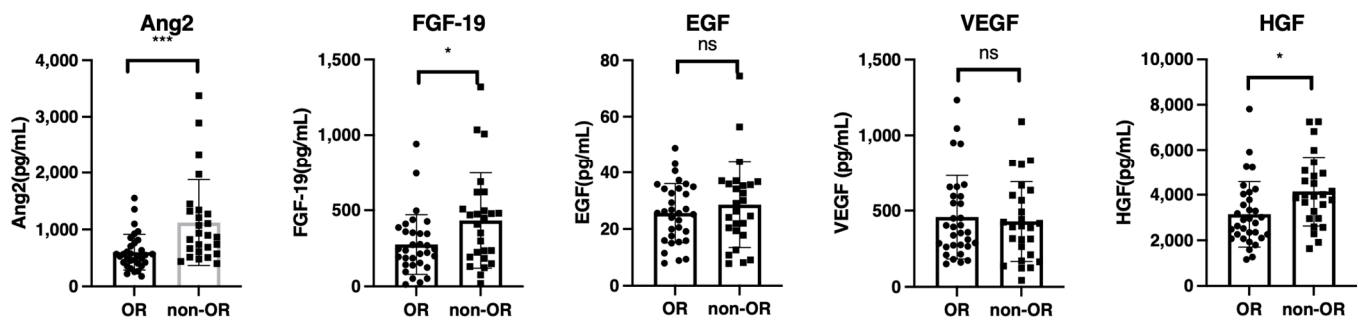 Ang2
***
4,000
3,000
2,000
1,000
0
Ang2(pg/mL)
OR non-OR
FGF-19
*
1,500
1,000
500
0
FGF-19(pg/mL)
OR non-OR
EGF
ns
80
60
40
20
0
EGF(pg/mL)
OR non-OR
VEGF
ns
1,500
1,000
500
0
VEGF (pg/mL)
OR non-OR
HGF
*
10,000
8,000
6,000
4,000
2,000
0
HGF(pg/mL)
OR non-OR